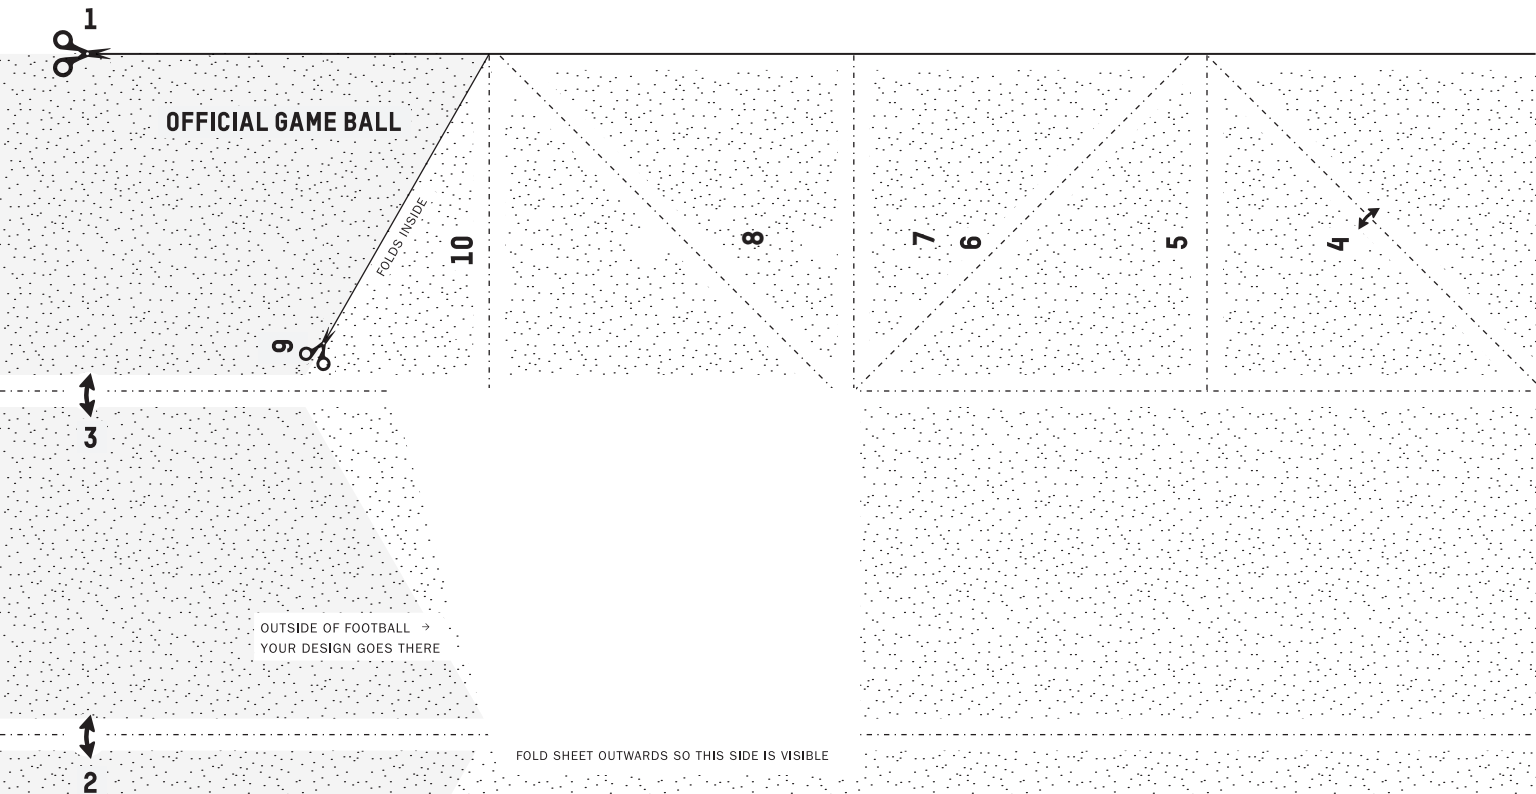 1
OFFICIAL GAME BALL
FOLDS INSIDE
10
8
7
6
5
4
9
3
OUTSIDE OF FOOTBALL →
YOUR DESIGN GOES THERE
FOLD SHEET OUTWARDS SO THIS SIDE IS VISIBLE
2